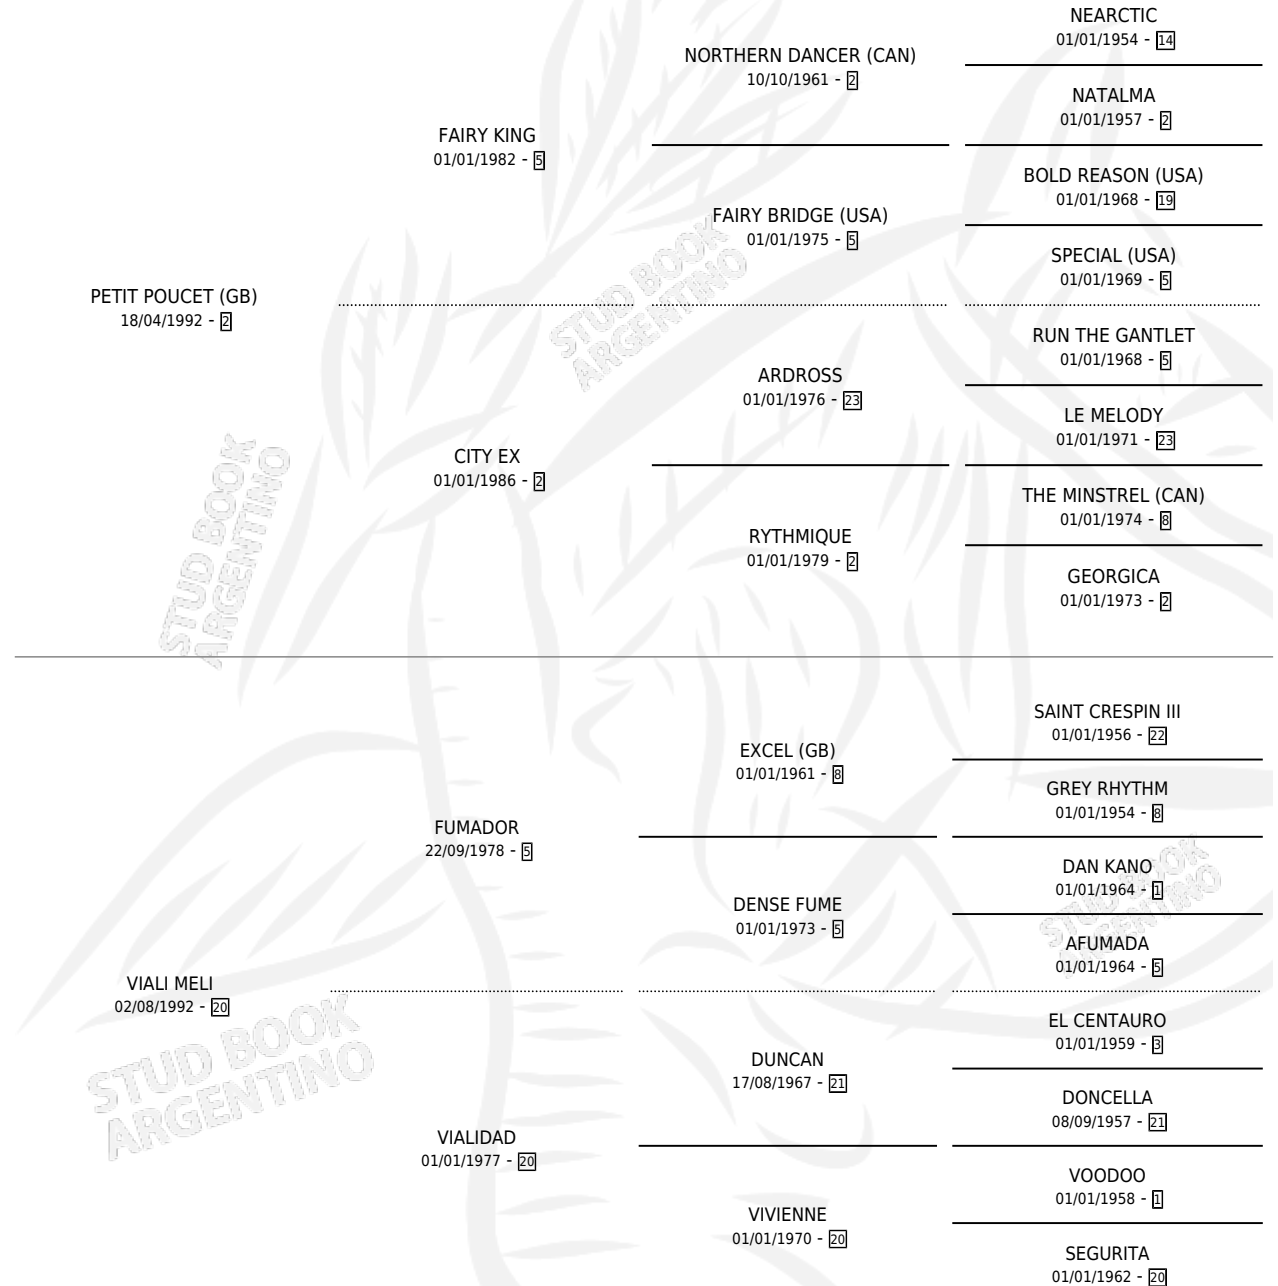 NEARCTIC
01/01/1954 - 14
NORTHERN DANCER (CAN)
10/10/1961 - 2
NATALMA
01/01/1957 - 2
FAIRY KING
01/01/1982 - 5
BOLD REASON (USA)
01/01/1968 - 19
FAIRY BRIDGE (USA)
01/01/1975 - 5
SPECIAL (USA)
01/01/1969 - 5
PETIT POUCET (GB)
18/04/1992 - 2
STUD BOOK
ARGENTINO
RUN THE GANTLET
01/01/1968 - 5
ARDROSS
01/01/1976 - 23
LE MELODY
01/01/1971 - 23
CITY EX
01/01/1986 - 2
THE MINSTREL (CAN)
01/01/1974 - 8
RYTHMIQUE
01/01/1979 - 2
GEORGICA
01/01/1973 - 2
STUD BOOK
ARGENTINO
SAINT CRESPIN III
01/01/1956 - 22
EXCEL (GB)
01/01/1961 - 8
GREY RHYTHM
01/01/1954 - 8
FUMADOR
22/09/1978 - 5
DAN KANO
01/01/1964 - 1
DENSE FUME
01/01/1973 - 5
AFUMADA
01/01/1964 - 5
STUD BOOK
ARGENTINO
VIALI MELI
02/08/1992 - 20
EL CENTAURO
01/01/1959 - 3
DUNCAN
17/08/1967 - 21
DONCELLA
08/09/1957 - 21
STUD BOOK
ARGENTINO
VIALIDAD
01/01/1977 - 20
VOODOO
01/01/1958 - 1
VIVIENNE
01/01/1970 - 20
SEGURITA
01/01/1962 - 20